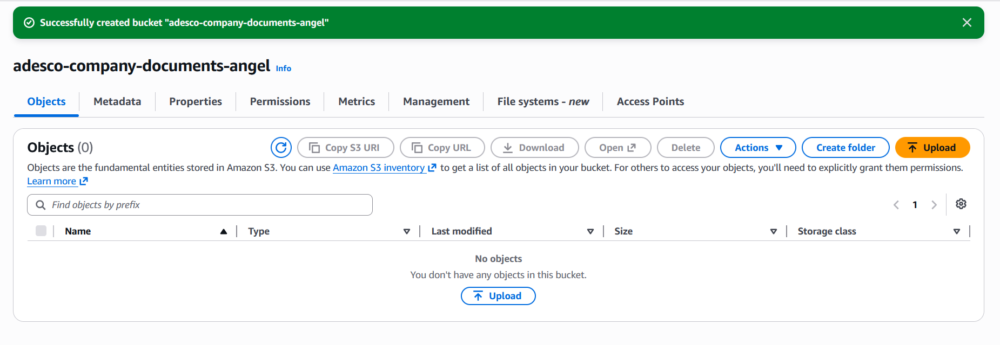 Successfully created bucket "adesco-company-documents-angel"
adesco-company-documents-angel Info
Objects Metadata Properties Permissions Metrics Management File systems - new Access Points
Objects (0) Copy S3 URI Copy URL Download Open Delete Actions Create folder Upload
Objects are the fundamental entities stored in Amazon S3. You can use Amazon S3 inventory to get a list of all objects in your bucket. For others to access your objects, you'll need to explicitly grant them permissions.
Learn more
Find objects by prefix 1
Name Type Last modified Size Storage class
No objects
You don't have any objects in this bucket.
Upload